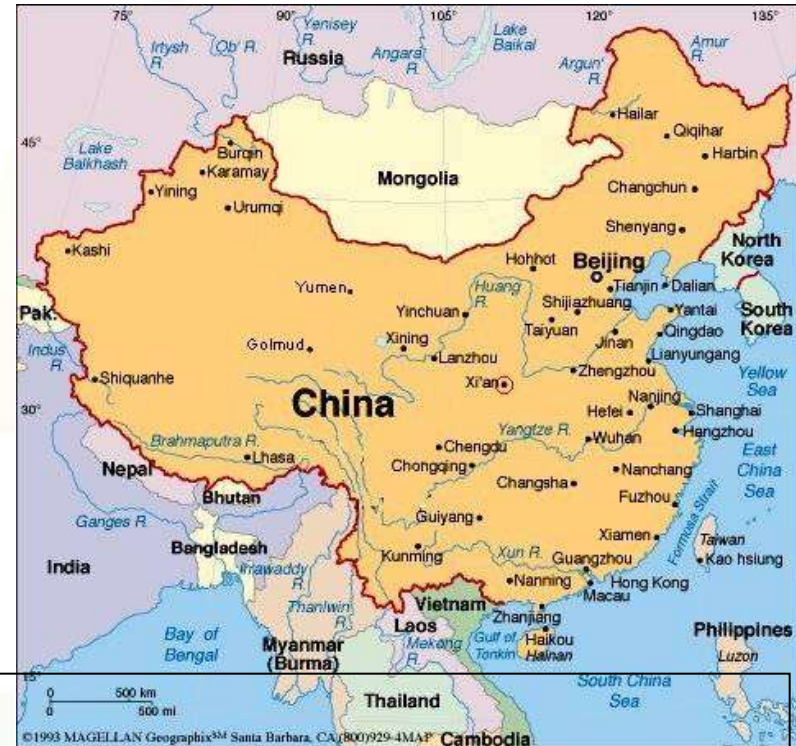 75°
90°
105°
120°
135°
Irtysh
R.
Ob' R.
Yenisey
R.
Russia
Angara
R.
Lake
Baikal
Argun'
R.
Amur
R.
45°
Lake
Balkhash
Burqin
Karamay
Yining
Urumqi
Kashi
Mongolia
Hailar
Qiqihar
Harbin
Changchun
Shenyang
North
Korea
Hohhot
Beijing
Yumen
Huang
R.
Tianjin
Dalian
Pak.
Yinchuan
Shijiazhuang
Yantai
South
Korea
Golmud
Xining
Taiyuan
Jinan
Qingdao
Indus
R.
Lanzhou
Lianyungang
Shiquanhe
Xi'an
Zhengzhou
Yellow
Sea
China
30°
Nanjing
Hefei
Shanghai
Brahmaputra R.
Yangtze R.
Wuhan
Hangzhou
Lhasa
Chengdu
East
China
Sea
Nepal
Chongqing
Nanchang
Changsha
Bhutan
Fuzhou
Ganges R.
Guiyang
Formosa Strait
Bangladesh
Kunming
Xun R.
Xiamen
Taiwan
India
Irrawaddy
R.
Guangzhou
Kao hsiung
Nanning
Hong Kong
Macau
Thanlwin
R.
Vietnam
Zhanjiang
Laos
Bay of
Bengal
Myanmar
(Burma)
Mekong
R.
Gulf of
Tonkin
Haikou
Hainan
Philippines
Luzon
15°
0
500 km
0
500 mi
South China
Sea
Thailand
©1993 MAGELLAN Geographix℠ Santa Barbara, CA (800)929-4MAP
Cambodia